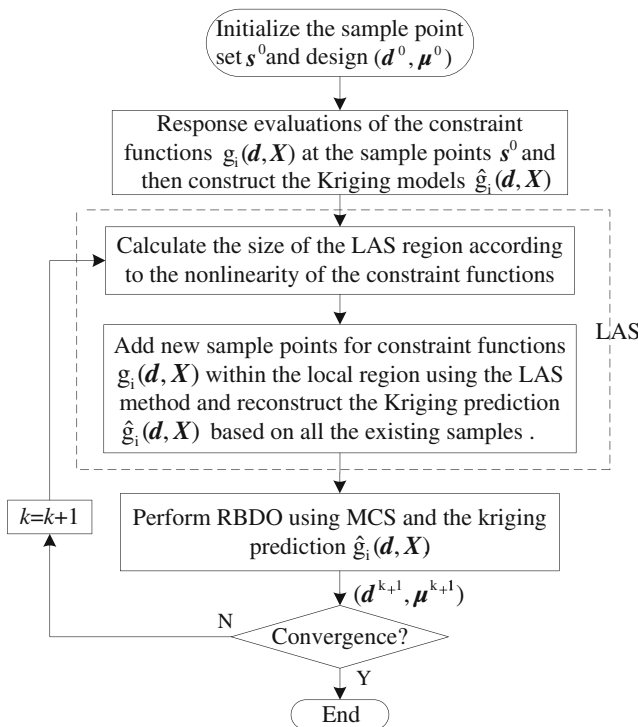 Initialize the sample point
set s⁰and design (d⁰, μ⁰)
Response evaluations of the constraint
functions gᵢ(d, X) at the sample points s⁰ and
then construct the Kriging models ĝᵢ(d, X)
Calculate the size of the LAS region according
to the nonlinearity of the constraint functions
LAS
Add new sample points for constraint functions
gᵢ(d, X) within the local region using the LAS
method and reconstruct the Kriging prediction
ĝᵢ(d, X) based on all the existing samples .
k=k+1
Perform RBDO using MCS and the kriging
prediction ĝᵢ(d, X)
(dᵏ⁺¹, μᵏ⁺¹)
N
Convergence?
Y
End